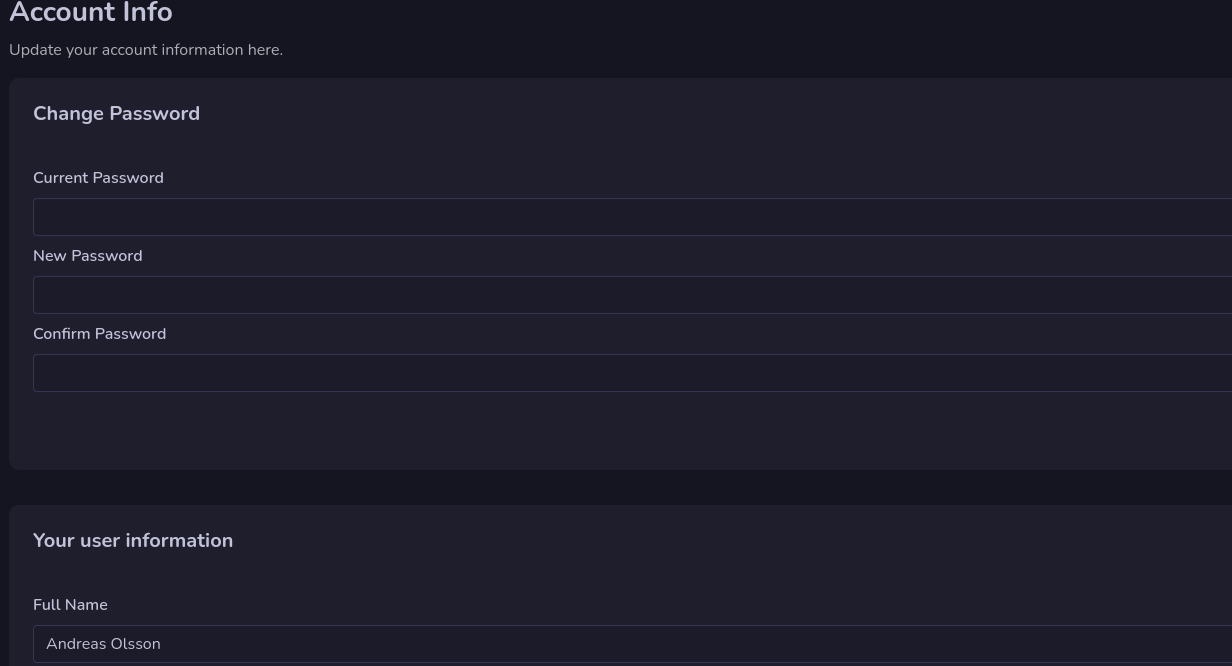 Account Info
Update your account information here.
Change Password
Current Password
New Password
Confirm Password
Your user information
Full Name
Andreas Olsson